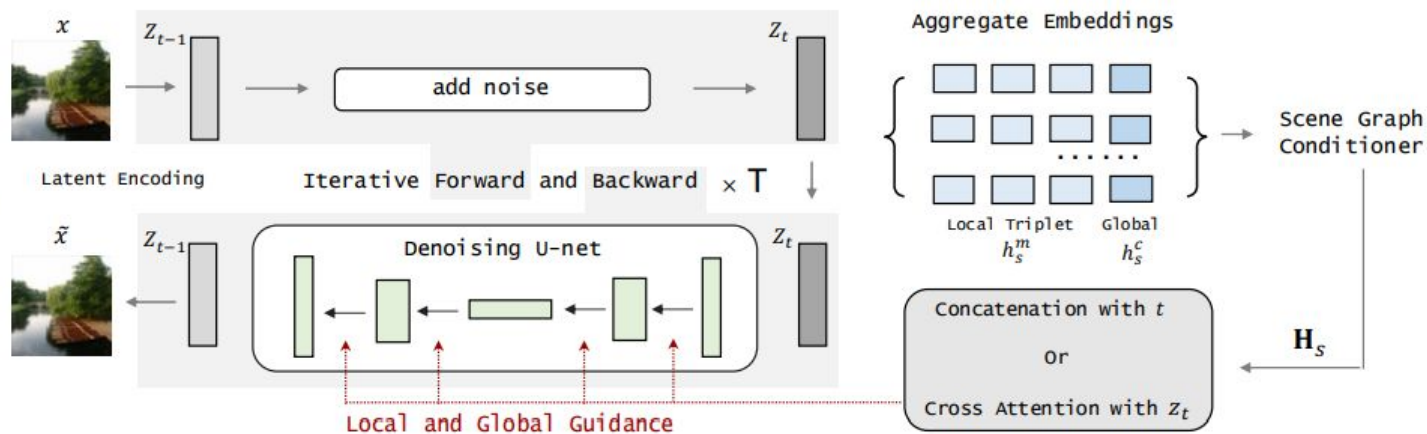 x
Z_{t-1}
add noise
Z_t
Latent Encoding
Iterative Forward and Backward × T
x̃
Z_{t-1}
Denoising U-net
Z_t
Local and Global Guidance
Aggregate Embeddings
......
Local Triplet
h_s^m
Global
h_s^c
Scene Graph
Conditioner
H_s
Concatenation with t
Or
Cross Attention with z_t